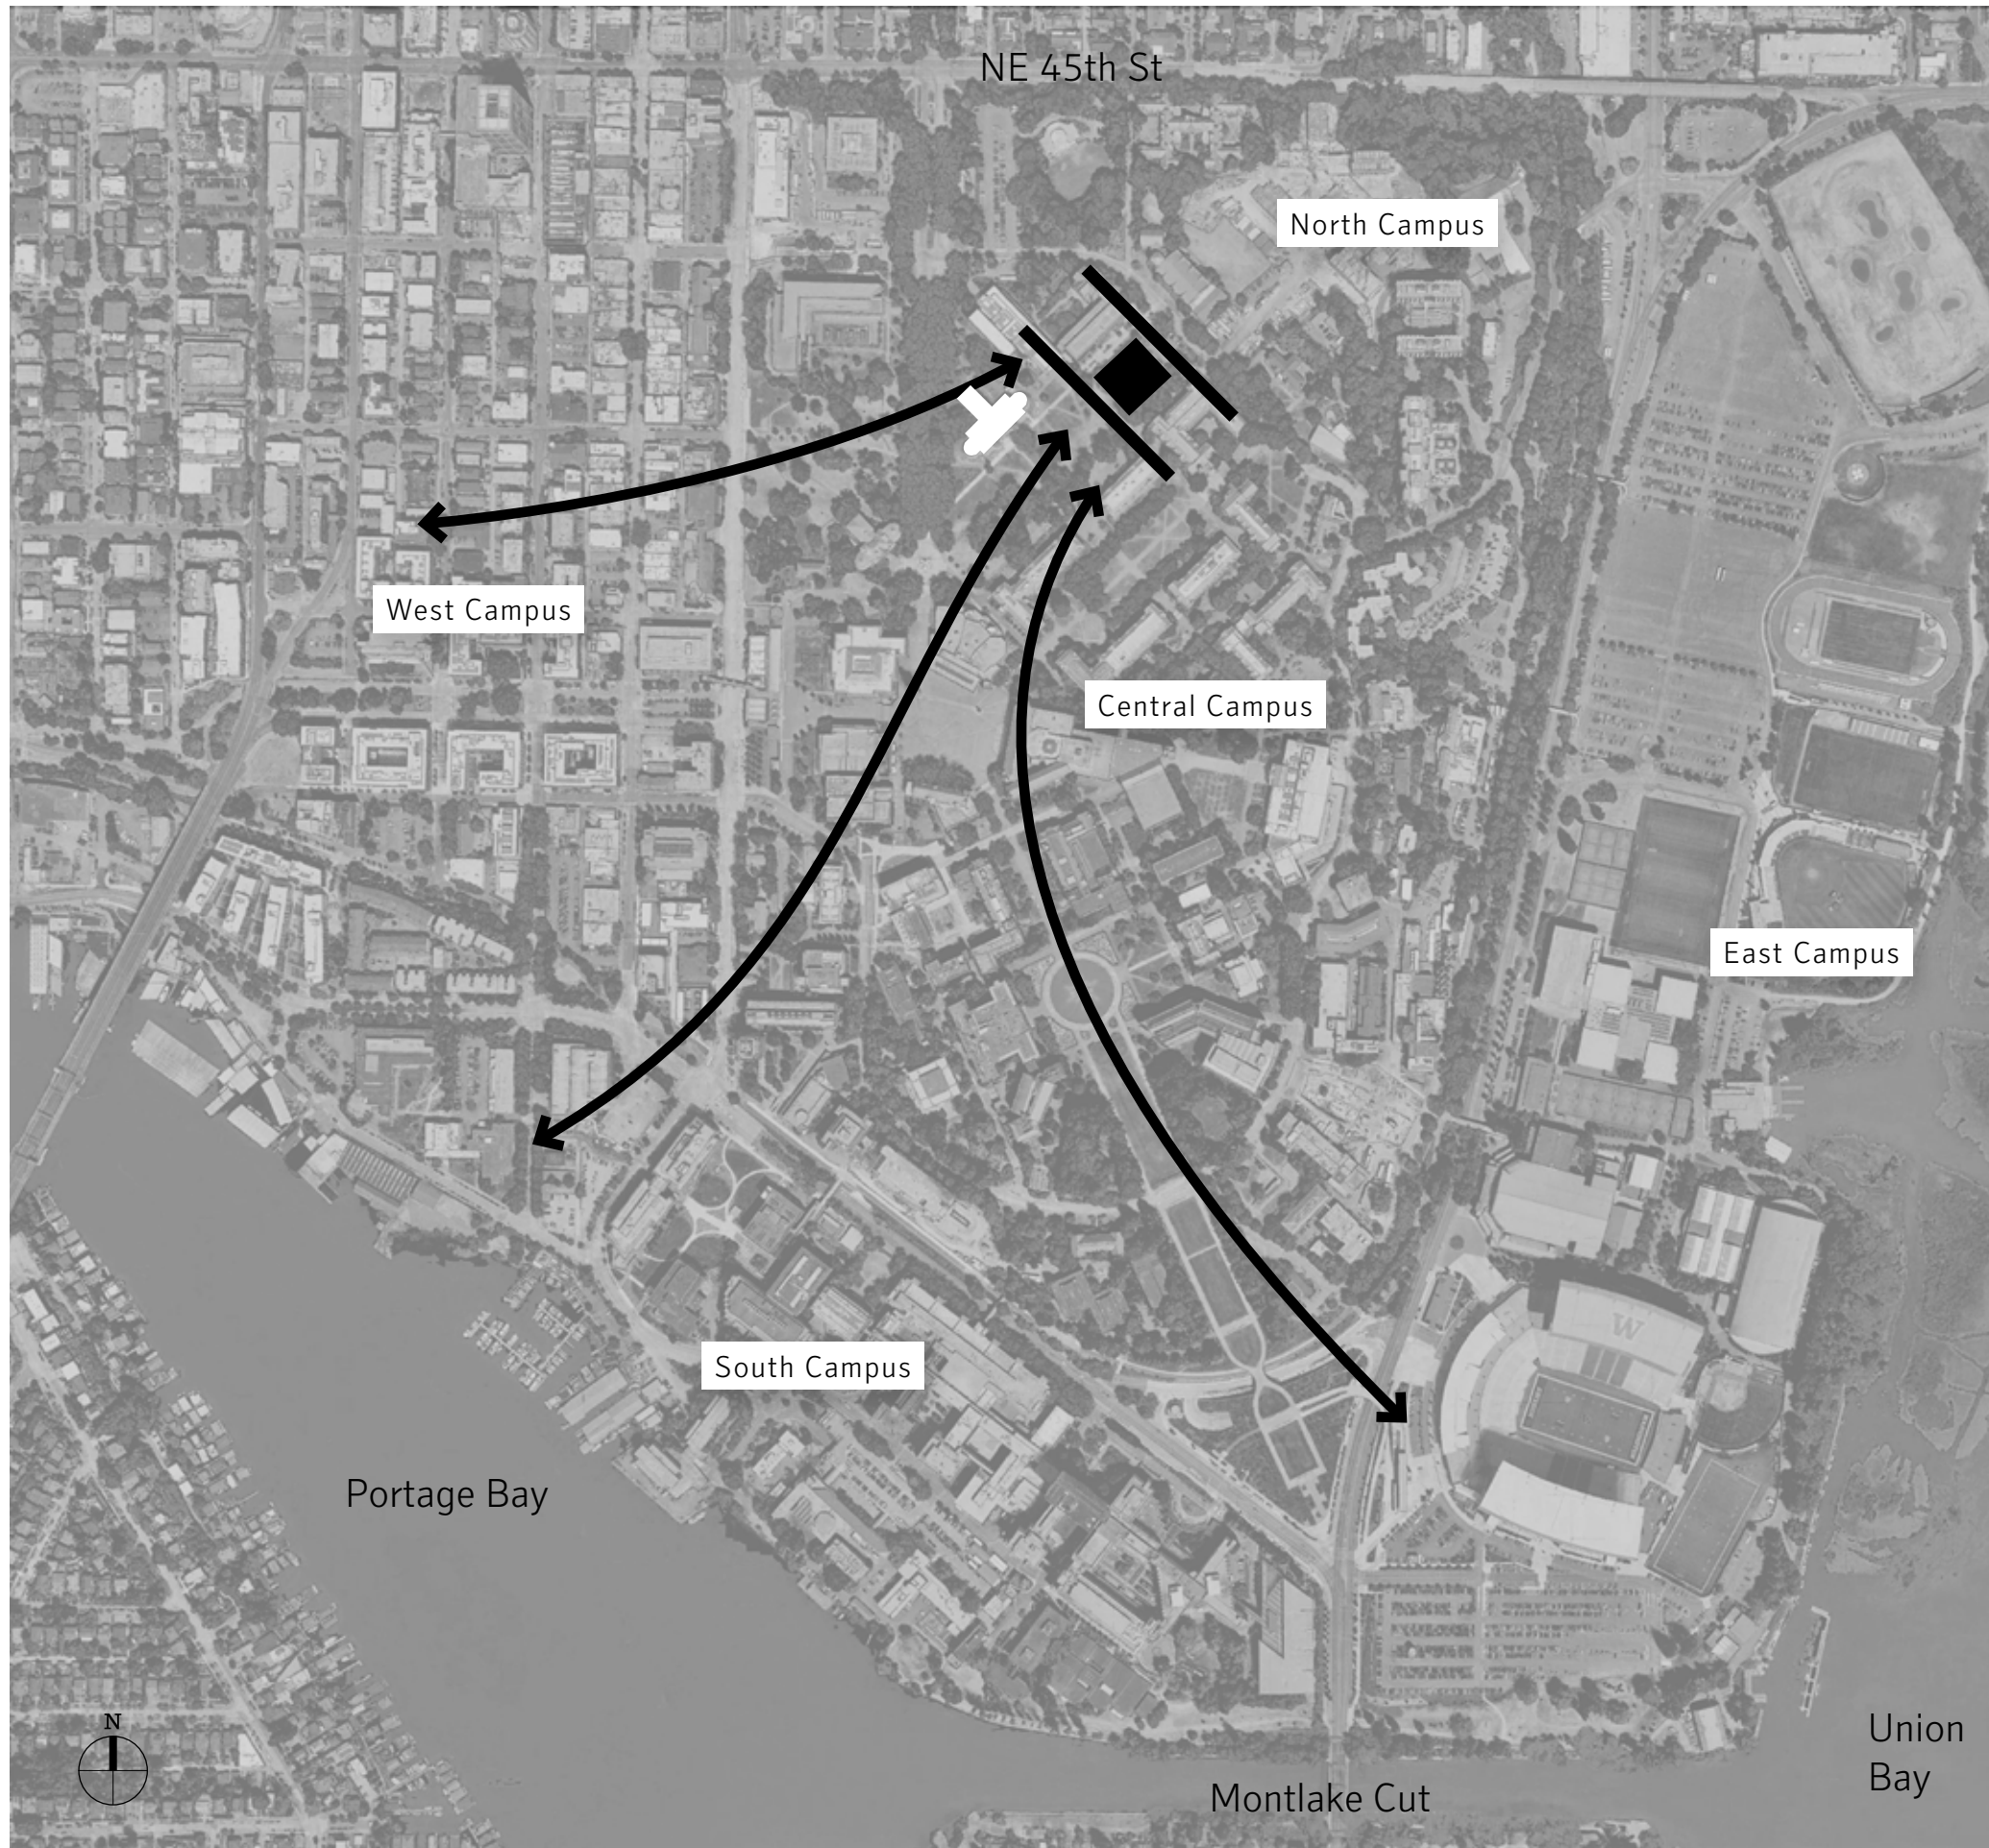 NE 45th St
North Campus
West Campus
Central Campus
East Campus
South Campus
Portage Bay
W
N
Union
Bay
Montlake Cut